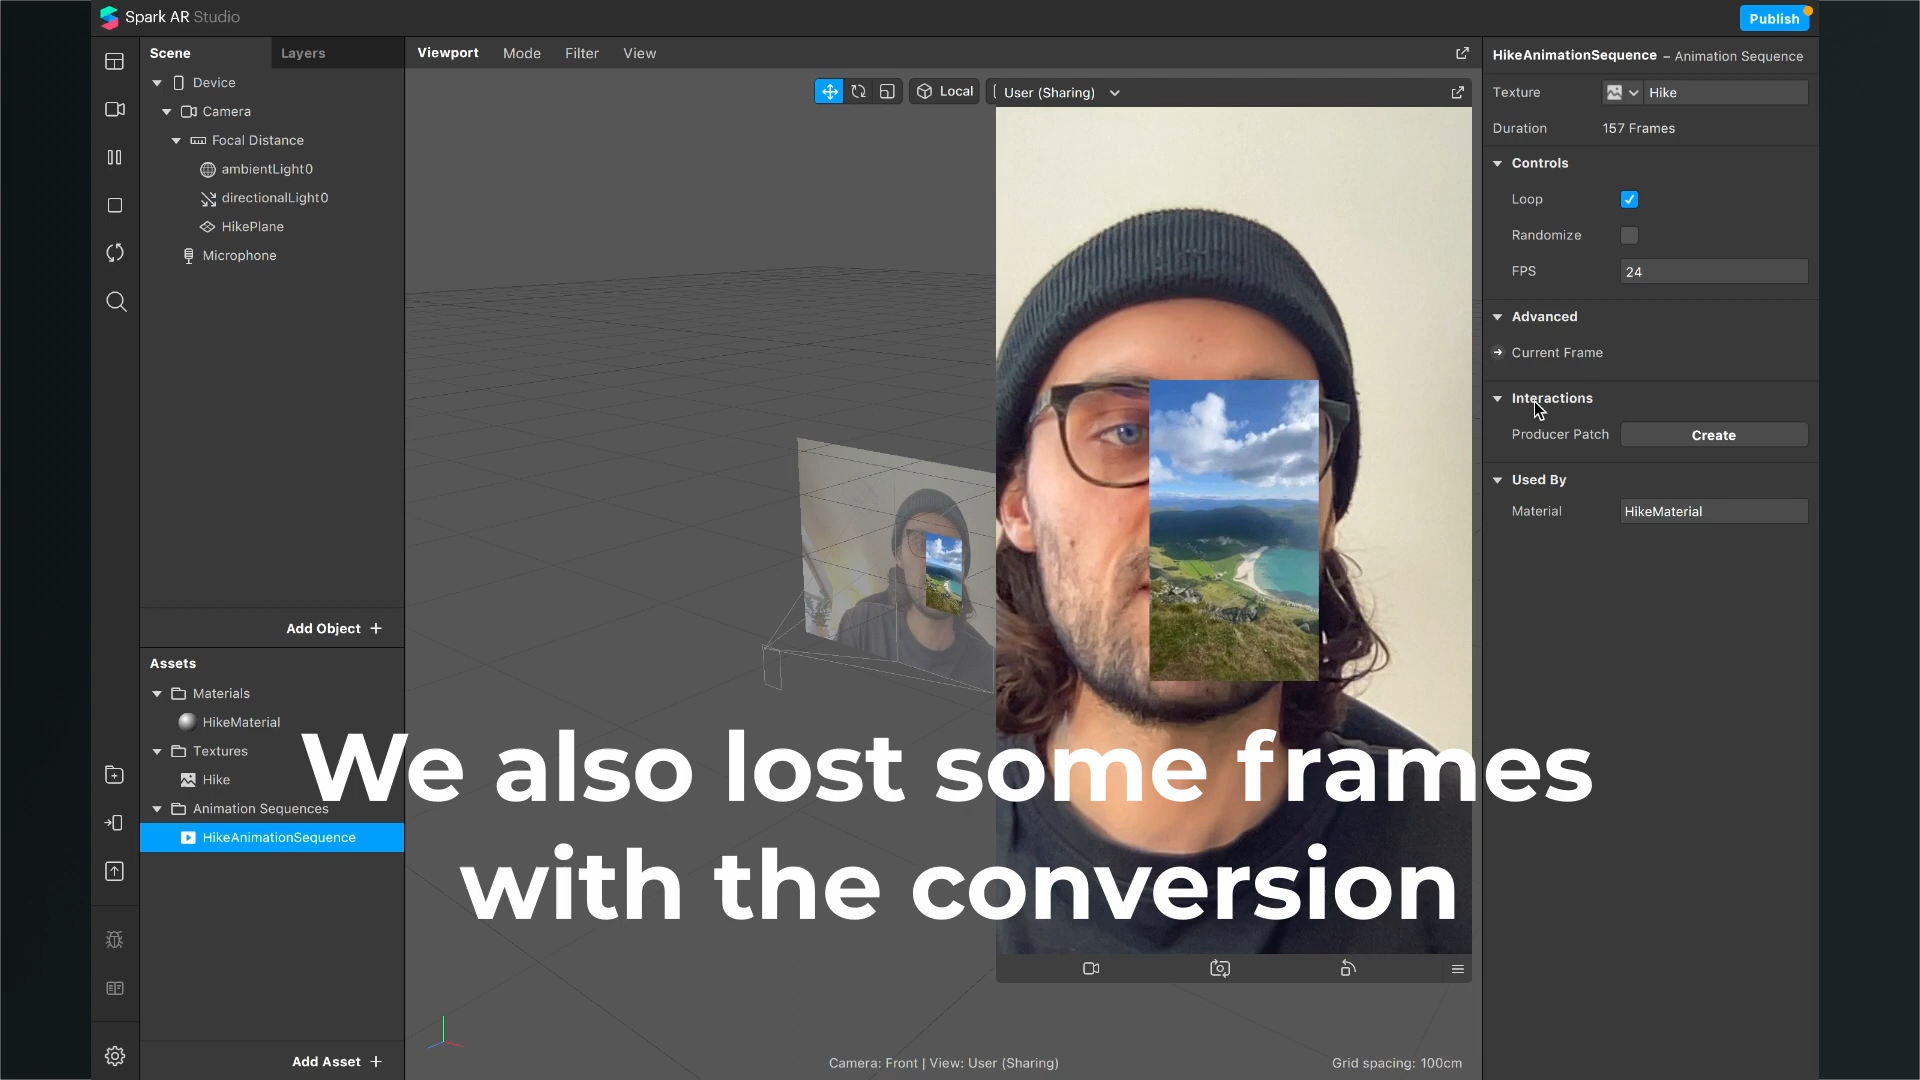 Spark AR Studio
Publish
Scene
Layers
Device
Camera
Focal Distance
ambientLight0
directionalLight0
HikePlane
Microphone
Add Object +
Assets
Materials
HikeMaterial
Textures
Hike
Animation Sequences
HikeAnimationSequence
Add Asset +
Viewport Mode Filter View
Local
User (Sharing)
We also lost some frames
with the conversion
Camera: Front | View: User (Sharing)
Grid spacing: 100cm
HikeAnimationSequence – Animation Sequence
Texture Hike
Duration 157 Frames
Controls
Loop
Randomize
FPS 24
Advanced
Current Frame
Interactions
Producer Patch Create
Used By
Material HikeMaterial